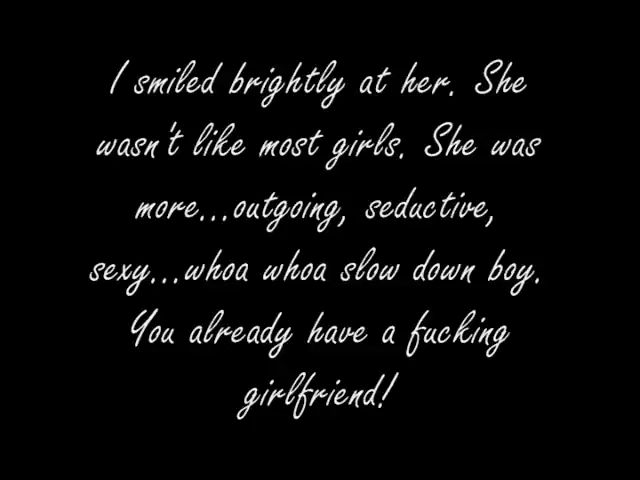 I smiled brightly at her. She
wasn't like most girls. She was
more...outgoing, seductive,
sexy...whoa whoa slow down boy.
You already have a fucking
girlfriend!